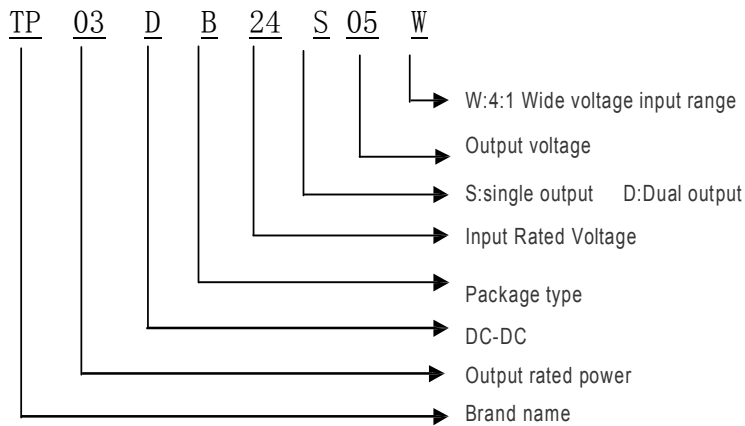 TP 03 D B 24 S 05 W
W:4:1 Wide voltage input range
Output voltage
S:single output D:Dual output
Input Rated Voltage
Package type
DC-DC
Output rated power
Brand name